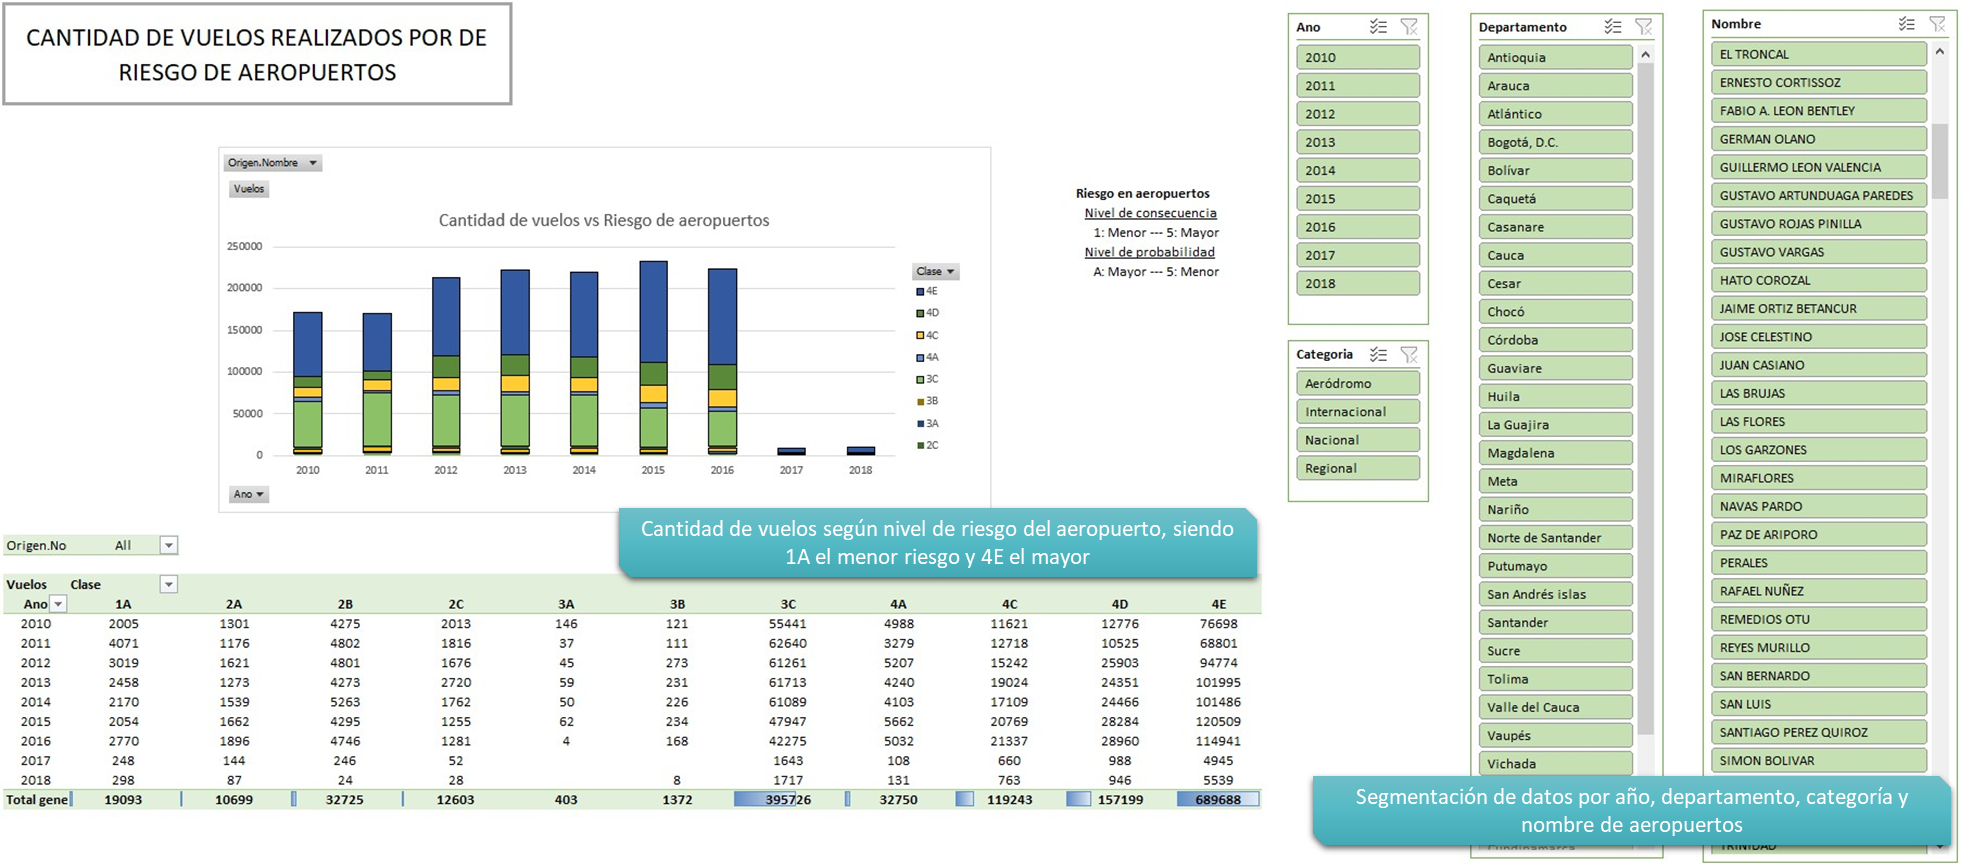 CANTIDAD DE VUELOS REALIZADOS POR DE
RIESGO DE AEROPUERTOS
Origen.Nombre
Vuelos
Cantidad de vuelos vs Riesgo de aeropuertos
250000
200000
150000
100000
50000
0
2010 2011 2012 2013 2014 2015 2016 2017 2018
Ano
Clase
4E
4D
4C
4A
3C
3B
3A
2C
Riesgo en aeropuertos
Nivel de consecuencia
1: Menor --- 5: Mayor
Nivel de probabilidad
A: Mayor --- 5: Menor
Cantidad de vuelos según nivel de riesgo del aeropuerto, siendo
1A el menor riesgo y 4E el mayor
Origen.No All
Vuelos Clase
Ano 1A 2A 2B 2C 3A 3B 3C 4A 4C 4D 4E
2010 2005 1301 4275 2013 146 121 55441 4988 11621 12776 76698
2011 4071 1176 4802 1816 37 111 62640 3279 12718 10525 68801
2012 3019 1621 4801 1676 45 273 61261 5207 15242 25903 94774
2013 2458 1273 4273 2720 59 231 61713 4240 19024 24351 101995
2014 2170 1539 5263 1762 50 226 61089 4103 17109 24466 101486
2015 2054 1662 4295 1255 62 234 47947 5662 20769 28284 120509
2016 2770 1896 4746 1281 4 168 42275 5032 21337 28960 114941
2017 248 144 246 52 1643 108 660 988 4945
2018 298 87 24 28 8 1717 131 763 946 5539
Total gene 19093 10699 32725 12603 403 1372 395726 32750 119243 157199 689688
Ano
2010
2011
2012
2013
2014
2015
2016
2017
2018
Categoria
Aeródromo
Internacional
Nacional
Regional
Departamento
Antioquia
Arauca
Atlántico
Bogotá, D.C.
Bolívar
Caquetá
Casanare
Cauca
Cesar
Chocó
Córdoba
Guaviare
Huila
La Guajira
Magdalena
Meta
Nariño
Norte de Santander
Putumayo
San Andrés islas
Santander
Sucre
Tolima
Valle del Cauca
Vaupés
Vichada
Cundinamarca
Nombre
EL TRONCAL
ERNESTO CORTISSOZ
FABIO A. LEON BENTLEY
GERMAN OLANO
GUILLERMO LEON VALENCIA
GUSTAVO ARTUNDUAGA PAREDES
GUSTAVO ROJAS PINILLA
GUSTAVO VARGAS
HATO COROZAL
JAIME ORTIZ BETANCUR
JOSE CELESTINO
JUAN CASIANO
LAS BRUJAS
LAS FLORES
LOS GARZONES
MIRAFLORES
NAVAS PARDO
PAZ DE ARIPORO
PERALES
RAFAEL NUÑEZ
REMEDIOS OTU
REYES MURILLO
SAN BERNARDO
SAN LUIS
SANTIAGO PEREZ QUIROZ
SIMON BOLIVAR
TRINIDAD
Segmentación de datos por año, departamento, categoría y
nombre de aeropuertos